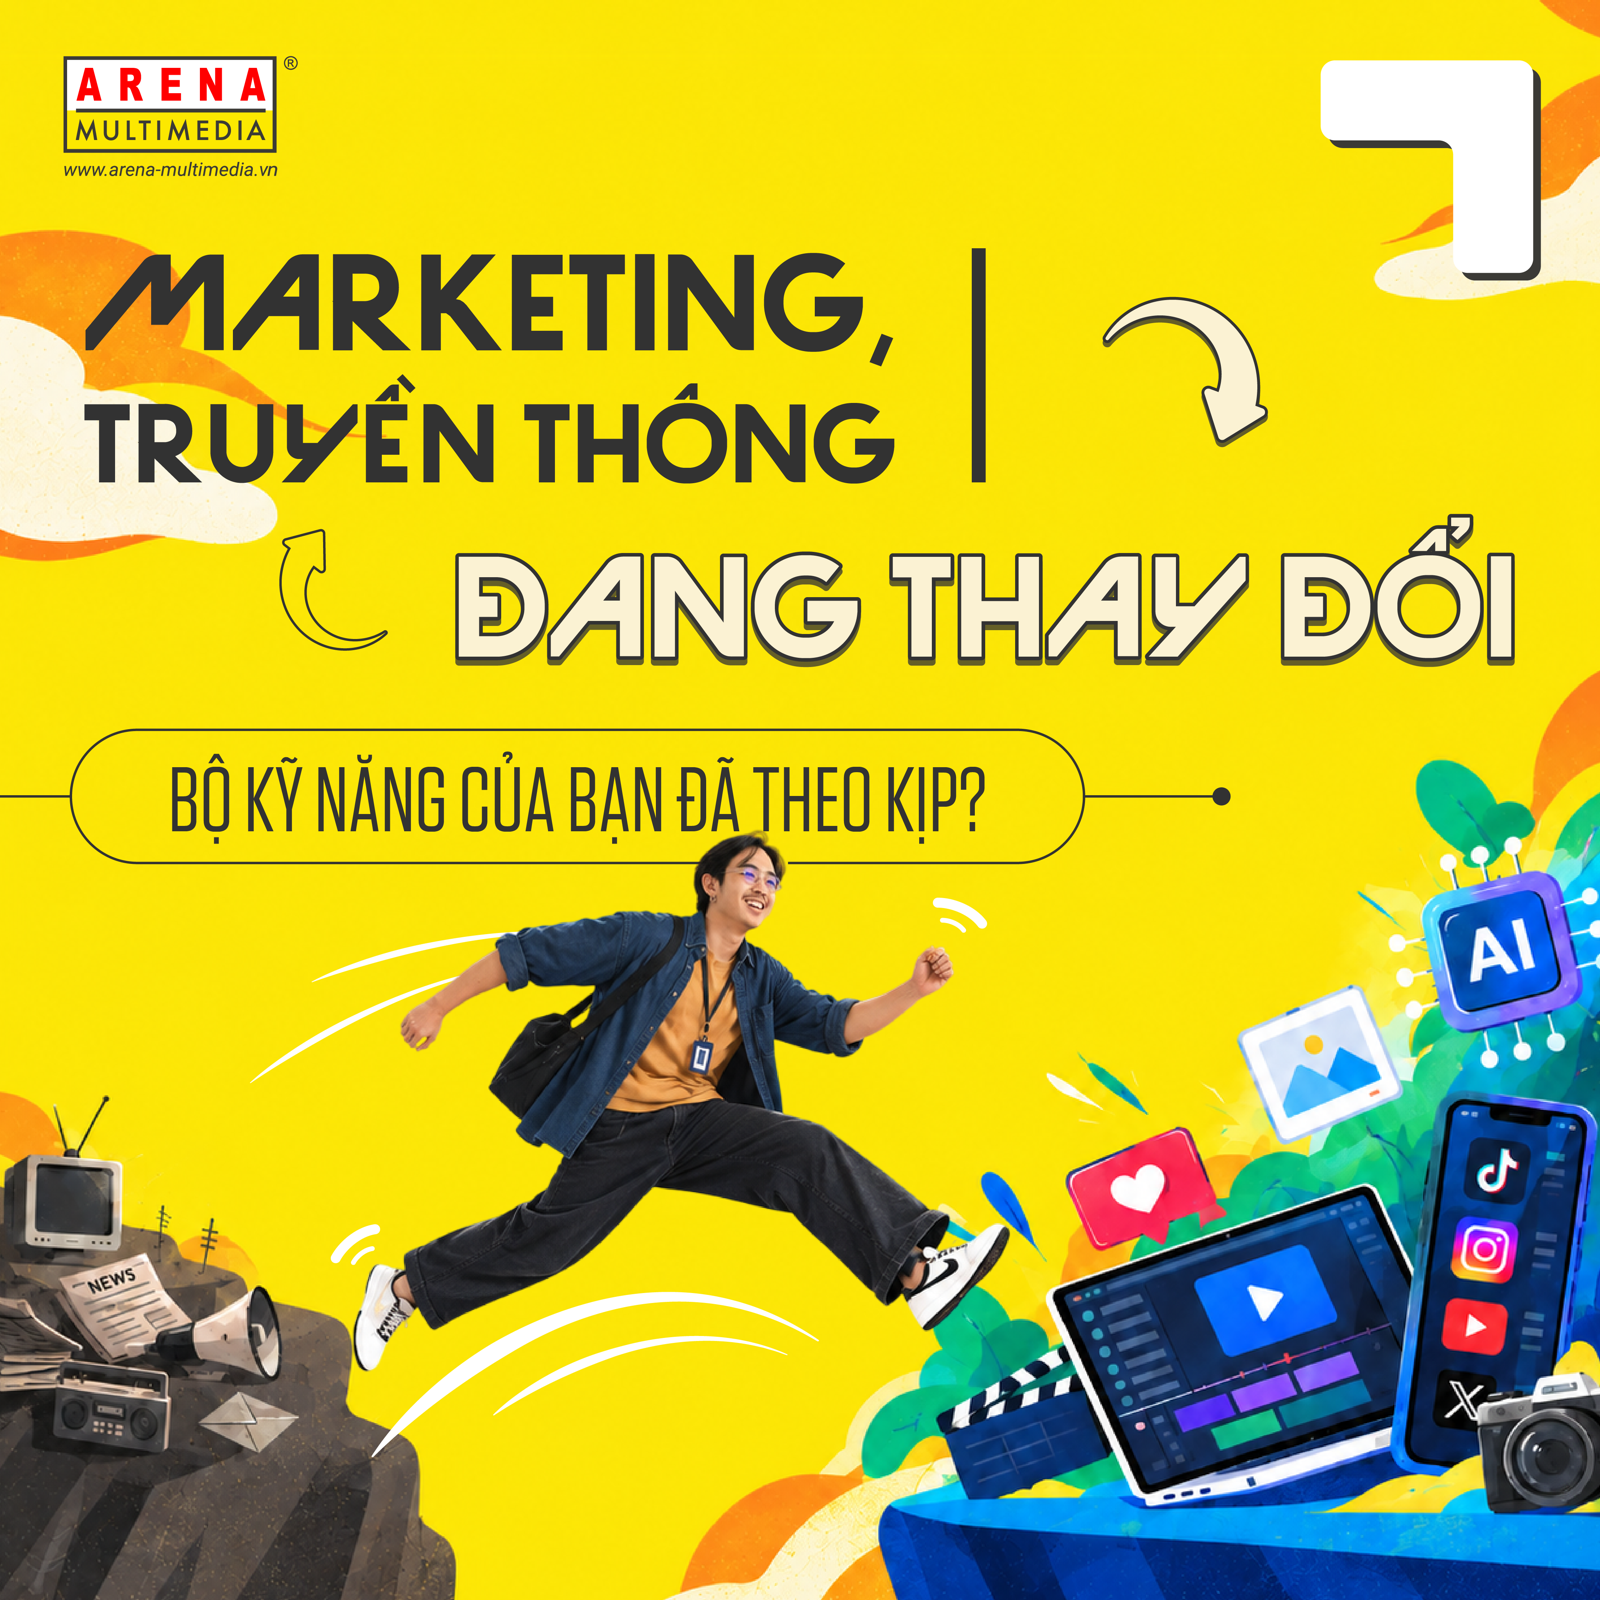 ARENA ®
MULTIMEDIA
www.arena-multimedia.vn
MARKETING,
TRUYỀN THÔNG
ĐANG THAY ĐỔI
BỘ KỸ NĂNG CỦA BẠN ĐÃ THEO KỊP?
AI
NEWS